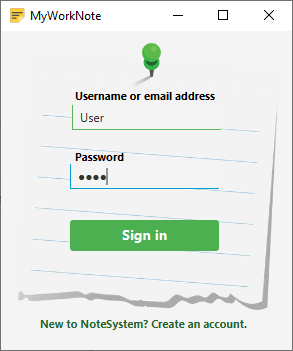 MyWorkNote
Username or email address
User
Password
●●●●
Sign in
New to NoteSystem? Create an account.